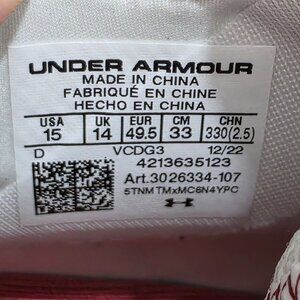 UNDER ARMOUR
MADE IN CHINA
FABRIQUÉ EN CHINE
HECHO EN CHINA
USA UK EUR CM CHN
15 14 49.5 33 330(2.5)
D VCDG3 12/22
4213635123
Art.3026334-107
5TNMTMxMC6N4YPC